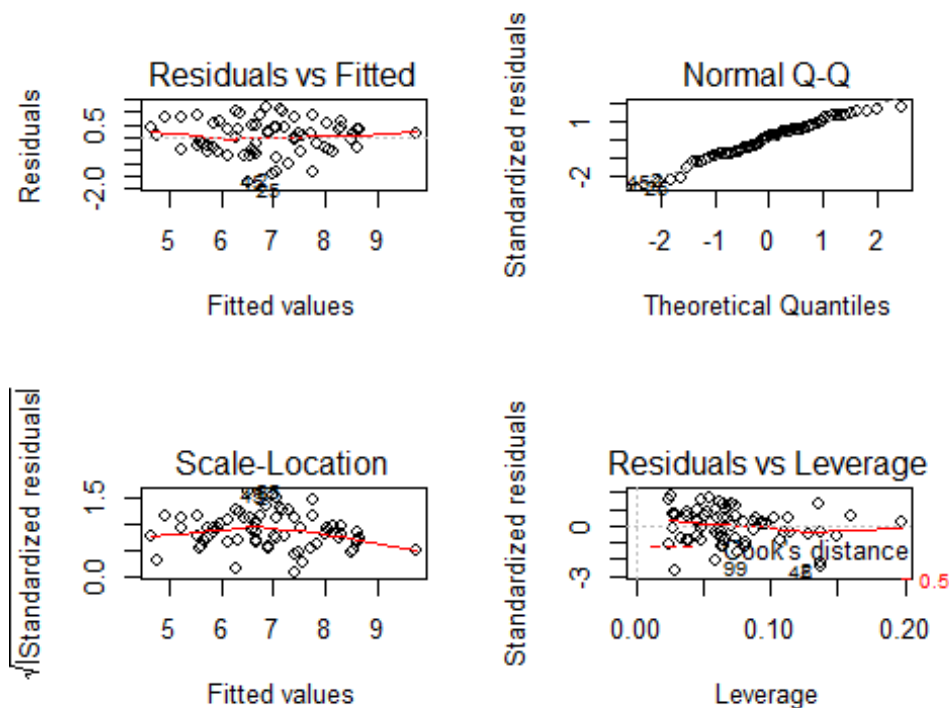 Residuals vs Fitted
Residuals
-2.0 0.5
5 6 7 8 9
Fitted values
Normal Q-Q
Standardized residuals
-2 1
-2 -1 0 1 2
Theoretical Quantiles
Scale-Location
√|Standardized residuals|
0.0 1.5
5 6 7 8 9
Fitted values
Residuals vs Leverage
Standardized residuals
-3 0
Cook's distance
99
0.5
0.00 0.10 0.20
Leverage